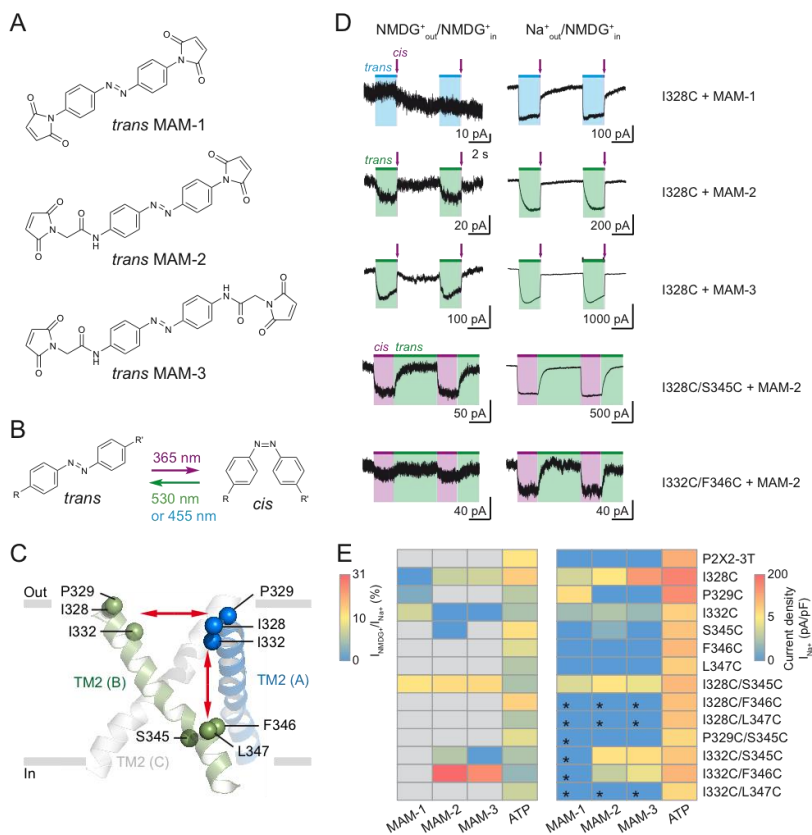 A
N
O
O
N
N
N
O
O
trans MAM-1
O
N
O
N
N
O
N
O
O
N
H
trans MAM-2
H
N
O
N
O
O
N
N
O
N
O
O
N
H
trans MAM-3
B
R'
N
N
R
trans
365 nm
530 nm
or 455 nm
N
N
R
R'
cis
C
Out
P329
I328
I332
P329
I328
I332
TM2 (B)
TM2 (A)
S345
F346
L347
TM2 (C)
In
D
NMDG⁺out/NMDG⁺in
Na⁺out/NMDG⁺in
cis
trans
10 pA
2 s
100 pA
I328C + MAM-1
trans
20 pA
200 pA
I328C + MAM-2
100 pA
1000 pA
I328C + MAM-3
cis
trans
50 pA
500 pA
I328C/S345C + MAM-2
40 pA
40 pA
I332C/F346C + MAM-2
E
31
10
0
INMDG⁺/INa⁺ (%)
200
5
0
Current density
INa⁺ (pA/pF)
P2X2-3T
I328C
P329C
I332C
S345C
F346C
L347C
I328C/S345C
* * * I328C/F346C
* * * I328C/L347C
* P329C/S345C
* I332C/S345C
* I332C/F346C
* * * I332C/L347C
MAM-1
MAM-2
MAM-3
ATP
MAM-1
MAM-2
MAM-3
ATP